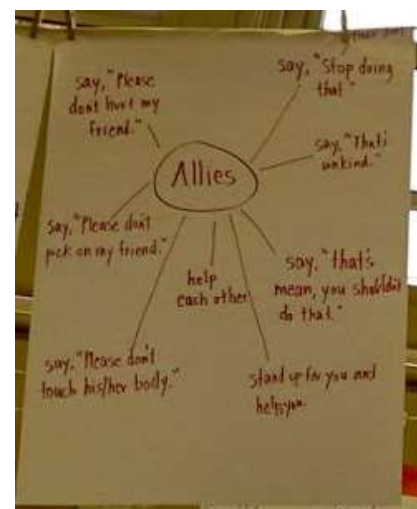 say, "Please
don't hurt my
friend."
say, "Stop doing
that"
Allies
say, "That's
unkind."
say, "Please don't
pick on my friend."
help
each other
say, "that's
mean, you shouldn't
do that."
say, "Please don't
touch his/her body."
stand up for you and
help you.